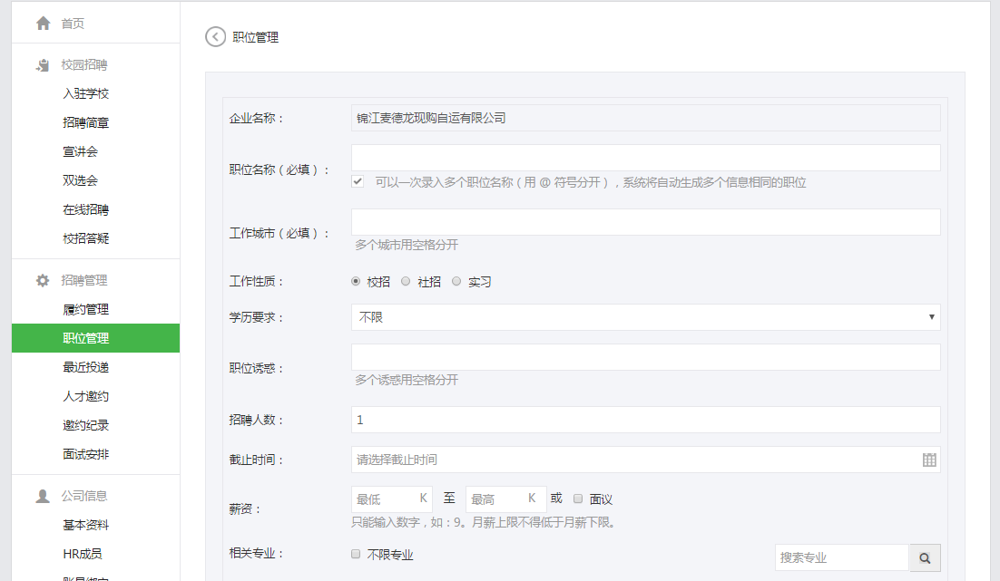 首页
校园招聘
入驻学校
招聘简章
宣讲会
双选会
在线招聘
校招答疑
招聘管理
履约管理
职位管理
最近投递
人才邀约
邀约纪录
面试安排
公司信息
基本资料
HR成员
职位管理
企业名称：
锦江麦德龙现购自运有限公司
职位名称（必填）：
可以一次录入多个职位名称（用 @ 符号分开），系统将自动生成多个信息相同的职位
工作城市（必填）：
多个城市用空格分开
工作性质：
校招 社招 实习
学历要求：
不限
职位诱惑：
多个诱惑用空格分开
招聘人数：
1
截止时间：
请选择截止时间
薪资：
最低 K 至 最高 K 或 面议
只能输入数字，如：9。月薪上限不得低于月薪下限。
相关专业：
不限专业
搜索专业